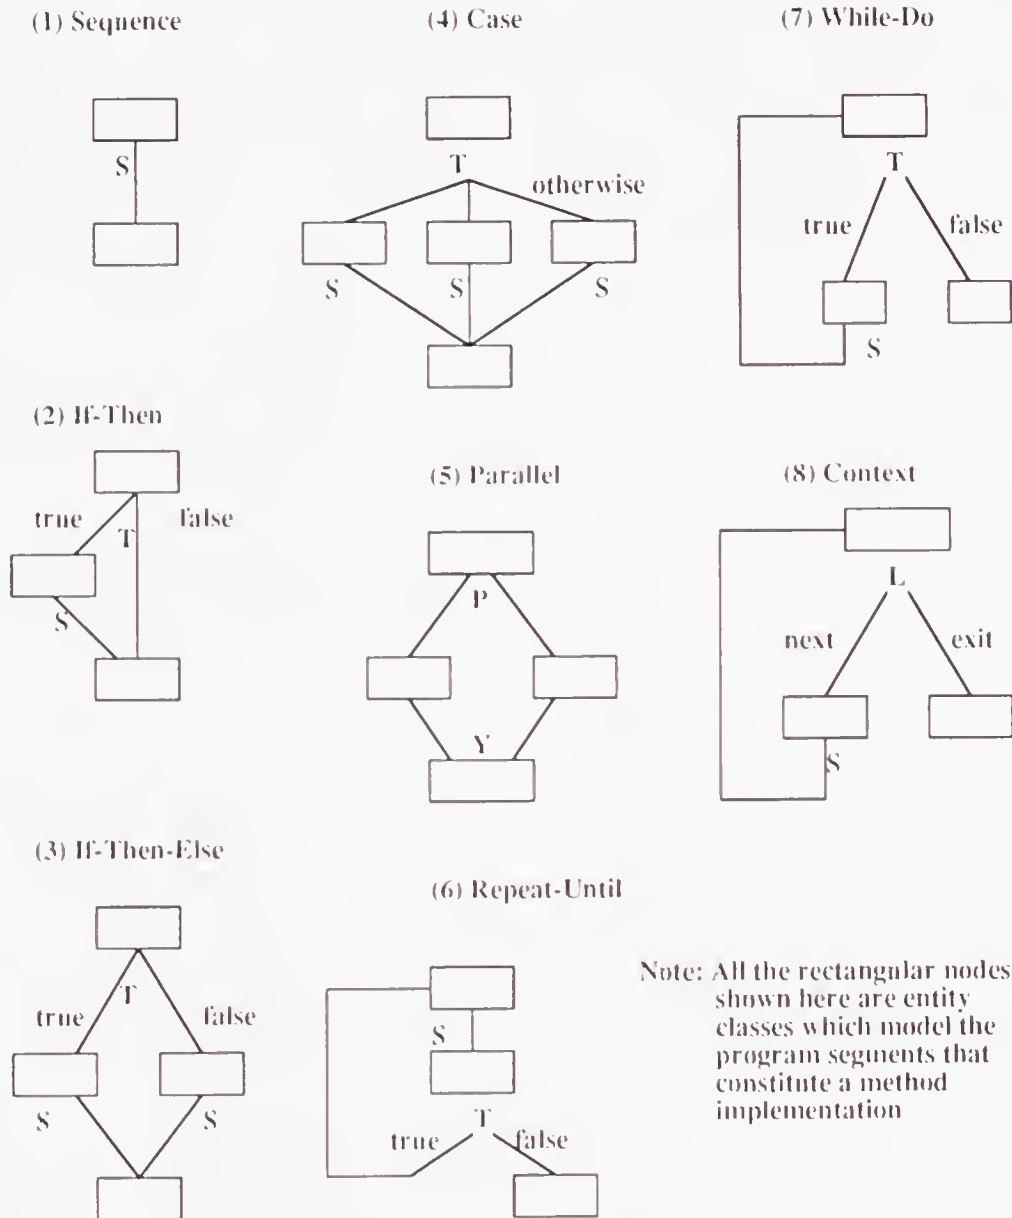 (1) Sequence
S
(2) If-Then
true
T
false
S
(3) If-Then-Else
T
true
false
S
S
(4) Case
T
otherwise
S
S
S
(5) Parallel
P
Y
(6) Repeat-Until
S
T
true
false
(7) While-Do
T
true
false
S
(8) Context
L
next
exit
S
Note: All the rectangular nodes
shown here are entity
classes which model the
program segments that
constitute a method
implementation